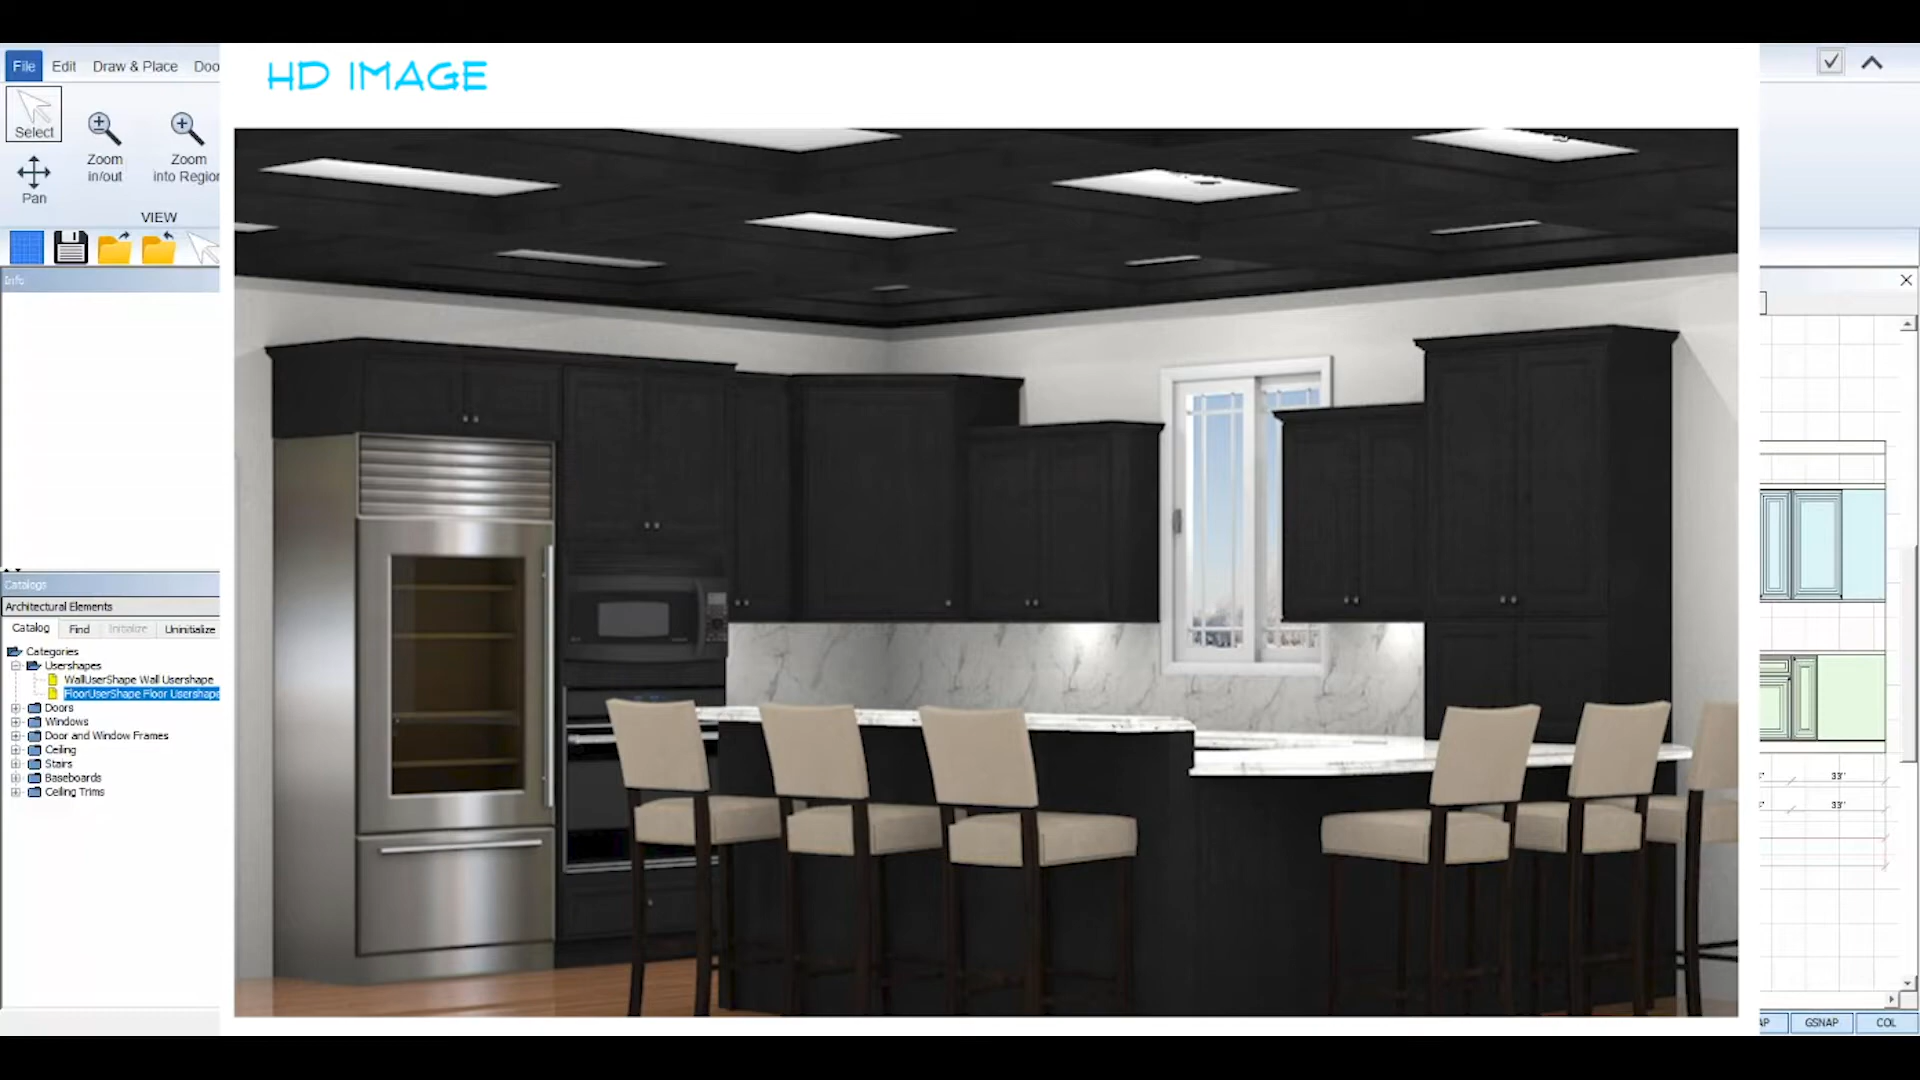 HD IMAGE
File Edit Draw & Place Doo
Select
Zoom in/out
Zoom into Region
Pan
VIEW
Info
Catalogs
Architectural Elements
Catalog Find Initialize Uninitialize
Categories
Usershapes
WallUserShape Wall Usershape
FloorUserShape Floor Usershape
Doors
Windows
Door and Window Frames
Ceiling
Stairs
Baseboards
Ceiling Trims
33"
33"
AP GSNAP COL